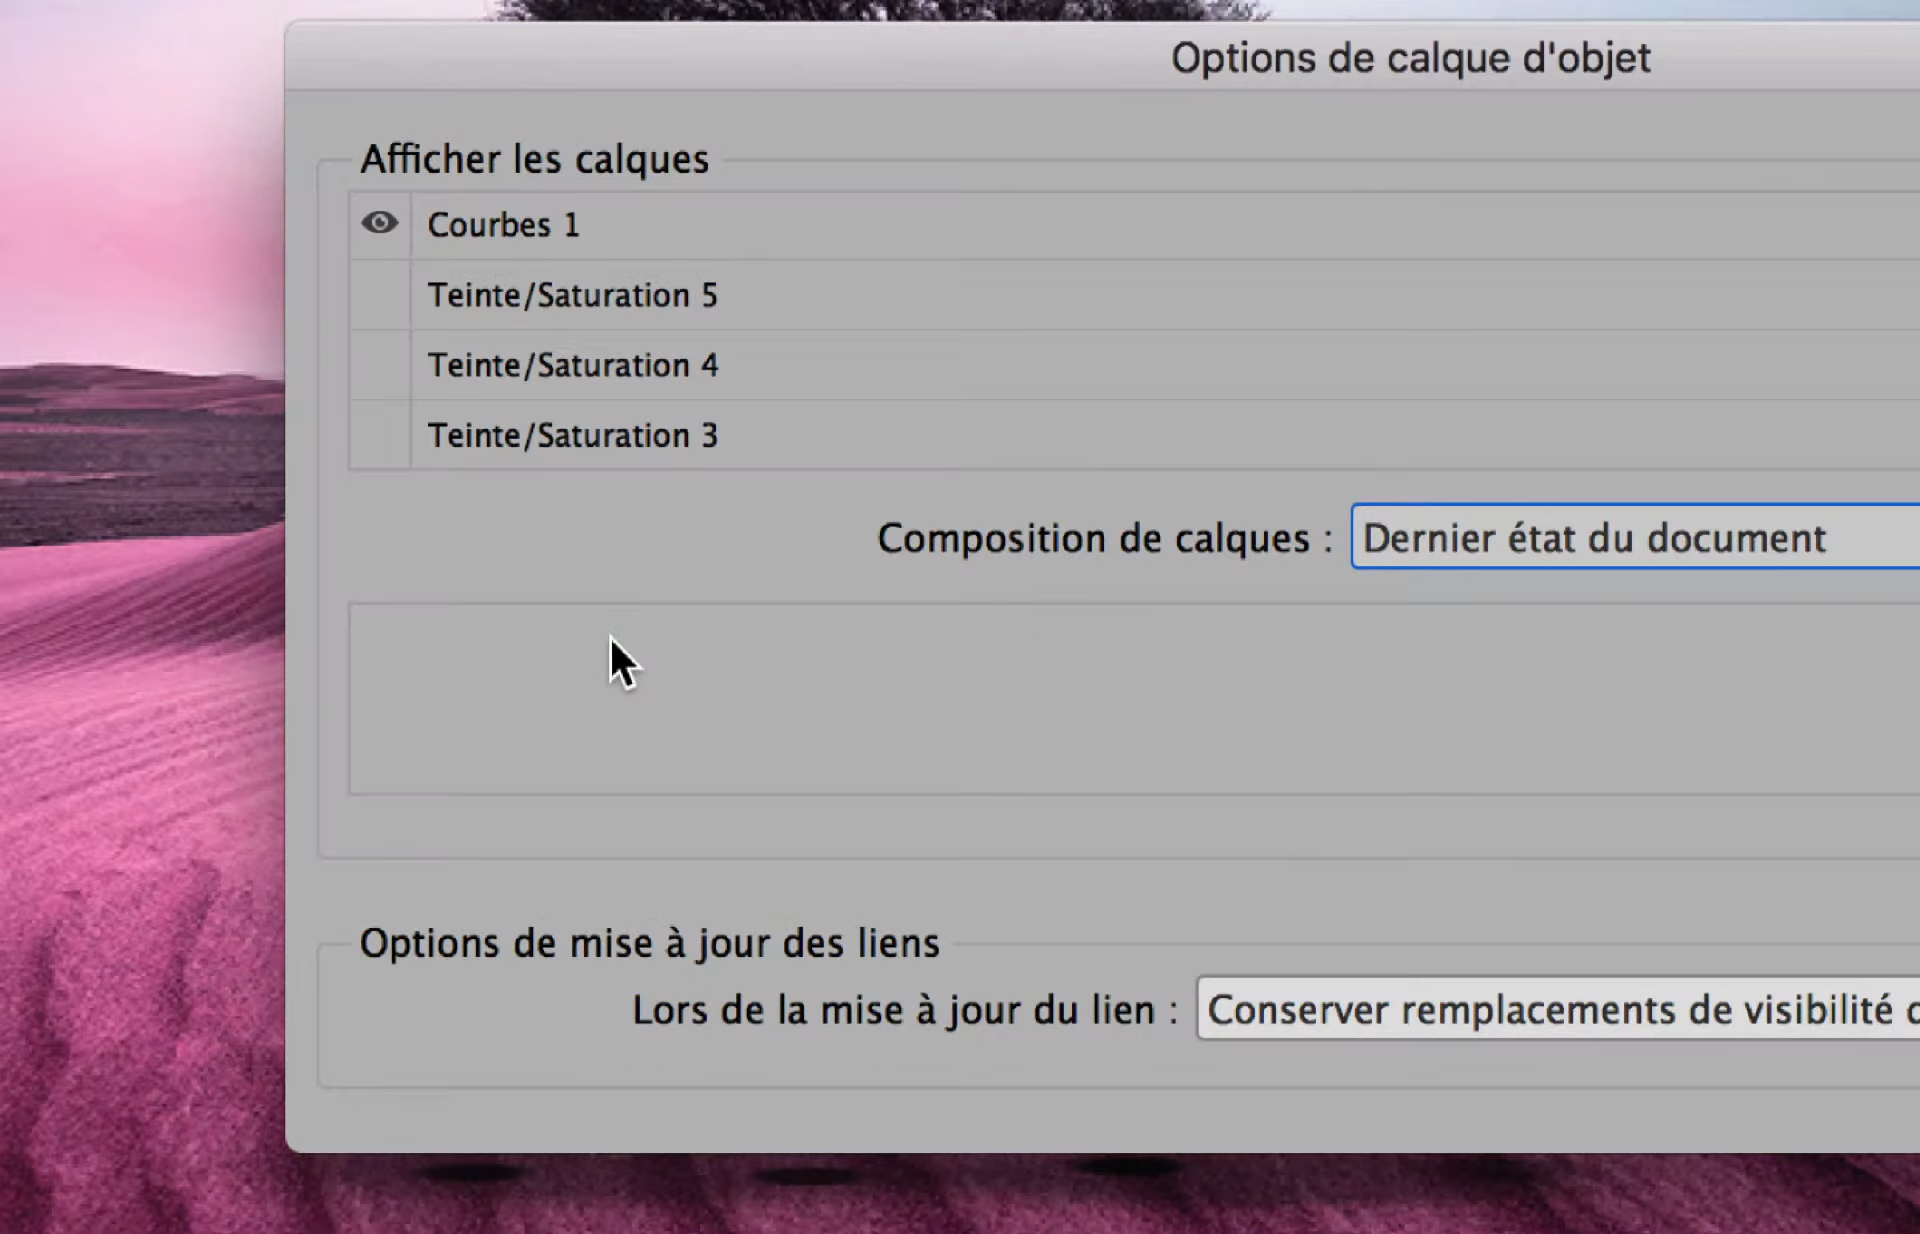 Options de calque d'objet
Afficher les calques
Courbes 1
Teinte/Saturation 5
Teinte/Saturation 4
Teinte/Saturation 3
Composition de calques : Dernier état du document
Options de mise à jour des liens
Lors de la mise à jour du lien : Conserver remplacements de visibilité